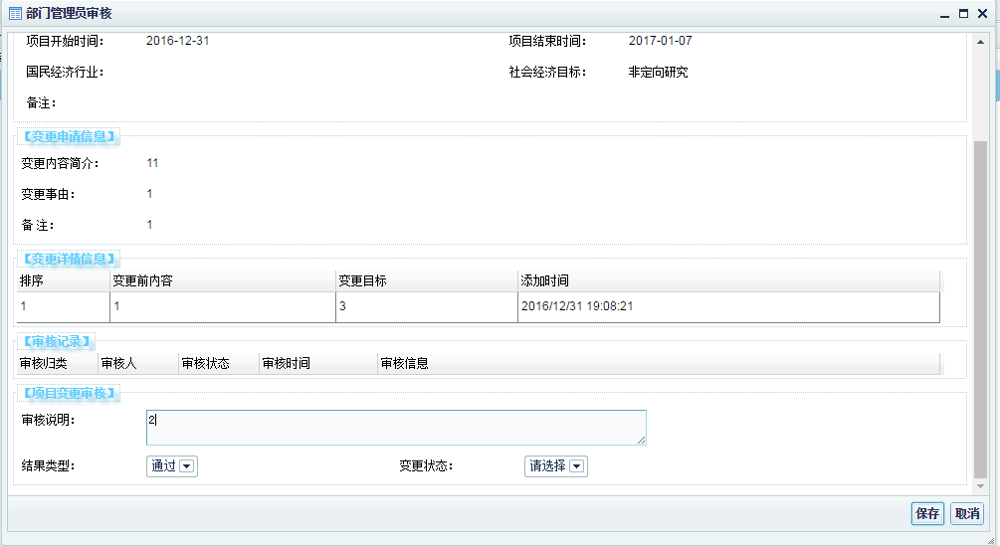 部门管理员审核
项目开始时间： 2016-12-31 项目结束时间： 2017-01-07
国民经济行业： 社会经济目标： 非定向研究
备注：
【变更申请信息】
变更内容简介： 11
变更事由： 1
备 注： 1
【变更详情信息】
排序 变更前内容 变更目标 添加时间
1 1 3 2016/12/31 19:08:21
【审核记录】
审核归类 审核人 审核状态 审核时间 审核信息
【项目变更审核】
审核说明： 2
结果类型： 通过 变更状态： 请选择
保存 取消